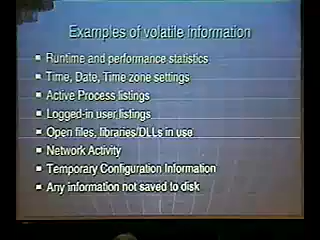 Examples of volatile information
Runtime and performance statistics
Time, Date, Time zone settings
Active Process listings
Logged-in user listings
Open files, libraries/DLLs in use
Network Activity
Temporary Configuration Information
Any information not saved to disk